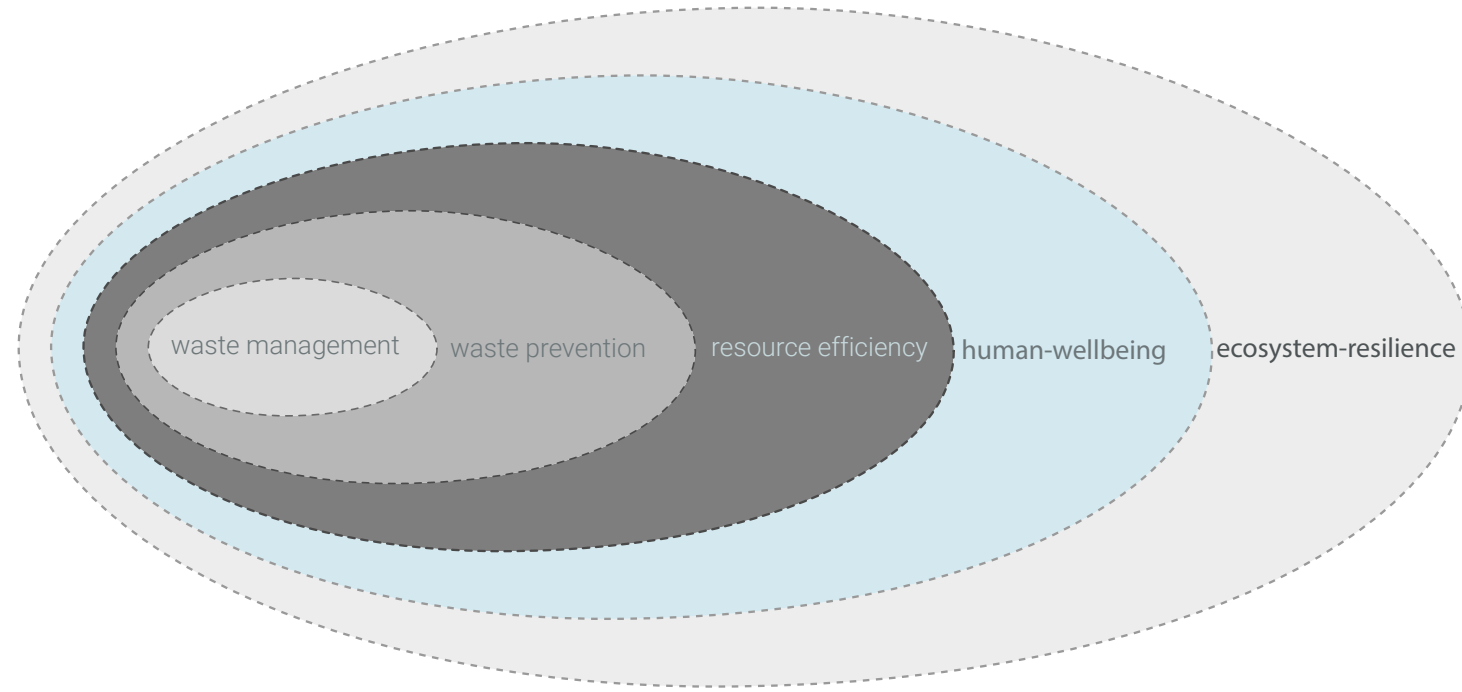 waste management
waste prevention
resource efficiency
human-wellbeing
ecosystem-resilience